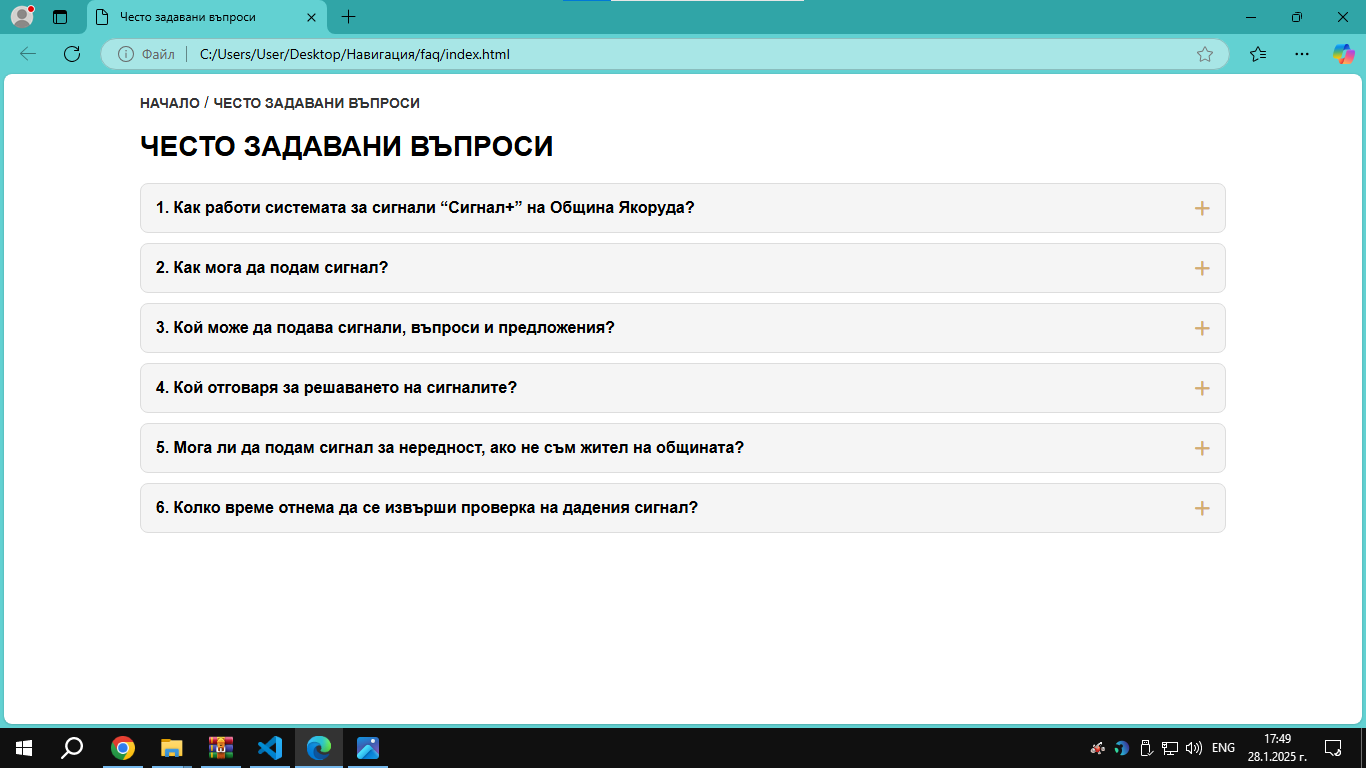 Често задавани въпроси
Файл
C:/Users/User/Desktop/Навигация/faq/index.html
НАЧАЛО / ЧЕСТО ЗАДАВАНИ ВЪПРОСИ
ЧЕСТО ЗАДАВАНИ ВЪПРОСИ
1. Как работи системата за сигнали “Сигнал+” на Община Якоруда?
2. Как мога да подам сигнал?
3. Кой може да подава сигнали, въпроси и предложения?
4. Кой отговаря за решаването на сигналите?
5. Мога ли да подам сигнал за нередност, ако не съм жител на общината?
6. Колко време отнема да се извърши проверка на дадения сигнал?
ENG
17:49
28.1.2025 г.